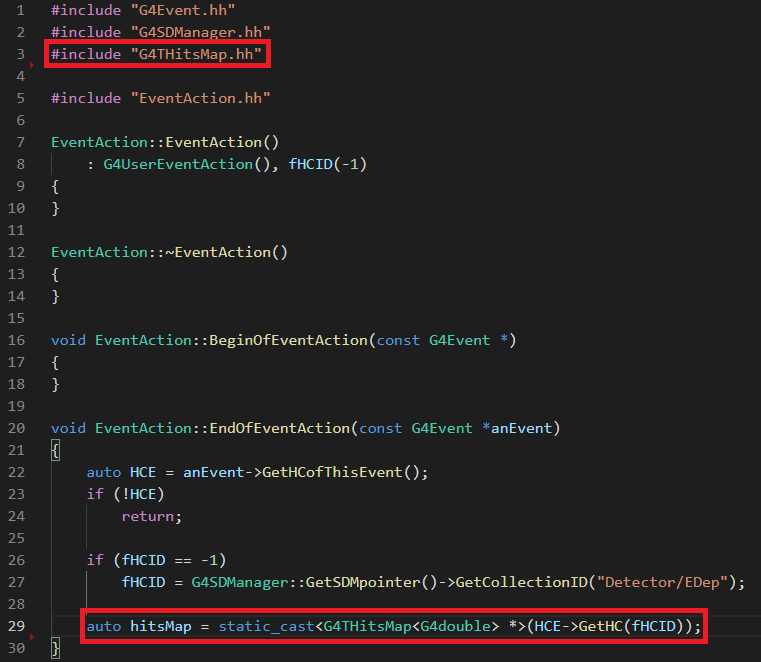 1 #include "G4Event.hh"
2 #include "G4SDManager.hh"
3 #include "G4THitsMap.hh"
4
5 #include "EventAction.hh"
6
7 EventAction::EventAction()
8     : G4UserEventAction(), fHCID(-1)
9 {
10 }
11
12 EventAction::~EventAction()
13 {
14 }
15
16 void EventAction::BeginOfEventAction(const G4Event *)
17 {
18 }
19
20 void EventAction::EndOfEventAction(const G4Event *anEvent)
21 {
22     auto HCE = anEvent->GetHCofThisEvent();
23     if (!HCE)
24         return;
25
26     if (fHCID == -1)
27         fHCID = G4SDManager::GetSDMpointer()->GetCollectionID("Detector/EDep");
28
29     auto hitsMap = static_cast<G4THitsMap<G4double> *>(HCE->GetHC(fHCID));
30 }